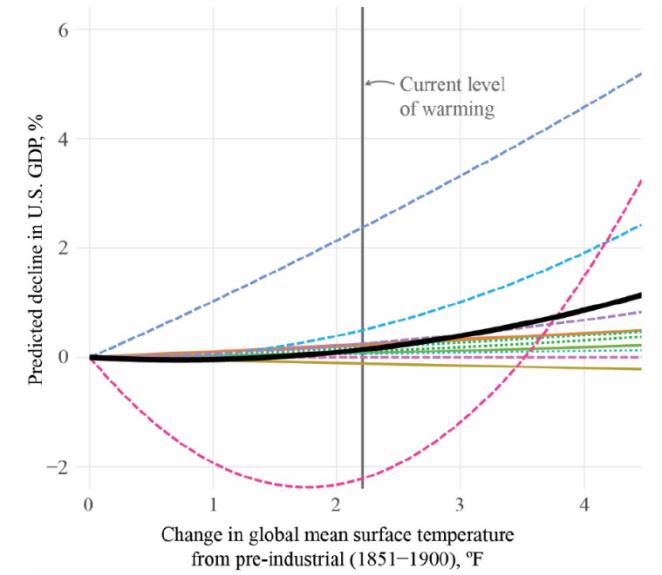 6
Current level
of warming
4
2
0
−2
Predicted decline in U.S. GDP, %
0 1 2 3 4
Change in global mean surface temperature
from pre-industrial (1851−1900), ºF